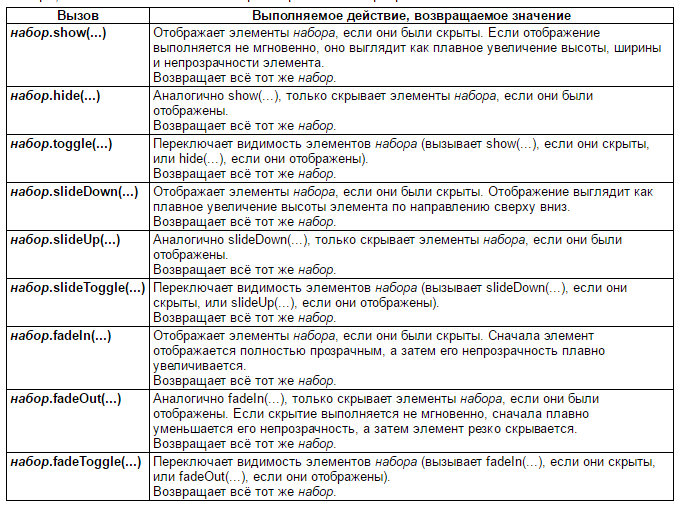 Вызов
Выполняемое действие, возвращаемое значение
набор.show(…)
Отображает элементы набора, если они были скрыты. Если отображение
выполняется не мгновенно, оно выглядит как плавное увеличение высоты, ширины
и непрозрачности элемента.
Возвращает всё тот же набор.
набор.hide(…)
Аналогично show(…), только скрывает элементы набора, если они были
отображены.
Возвращает всё тот же набор.
набор.toggle(…)
Переключает видимость элементов набора (вызывает show(…), если они скрыты,
или hide(…), если они отображены).
Возвращает всё тот же набор.
набор.slideDown(…)
Отображает элементы набора, если они были скрыты. Отображение выглядит как
плавное увеличение высоты элемента по направлению сверху вниз.
Возвращает всё тот же набор.
набор.slideUp(…)
Аналогично slideDown(…), только скрывает элементы набора, если они были
отображены.
Возвращает всё тот же набор.
набор.slideToggle(…)
Переключает видимость элементов набора (вызывает slideDown(…), если они
скрыты, или slideUp(…), если они отображены).
Возвращает всё тот же набор.
набор.fadeIn(…)
Отображает элементы набора, если они были скрыты. Сначала элемент
отображается полностью прозрачным, а затем его непрозрачность плавно
увеличивается.
Возвращает всё тот же набор.
набор.fadeOut(…)
Аналогично fadeIn(…), только скрывает элементы набора, если они были
отображены. Если скрытие выполняется не мгновенно, сначала плавно
уменьшается его непрозрачность, а затем элемент резко скрывается.
Возвращает всё тот же набор.
набор.fadeToggle(…)
Переключает видимость элементов набора (вызывает fadeIn(…), если они скрыты,
или fadeOut(…), если они отображены).
Возвращает всё тот же набор.